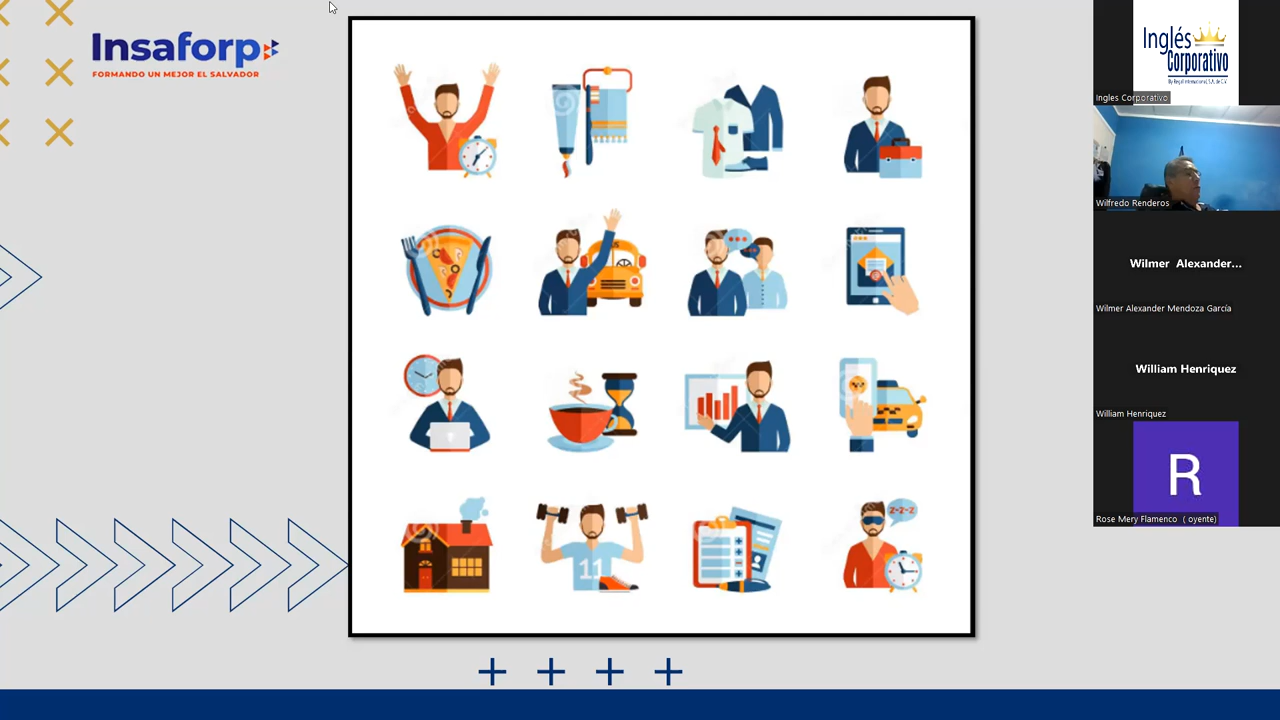 Insaforp
FORMANDO UN MEJOR EL SALVADOR
11
z-z-z
Inglés
Corporativo
Ingles Corporativo
Wilfredo Renderos
Wilmer Alexander...
Wilmer Alexander Mendoza García
William Henriquez
William Henriquez
R
Rose Mery Flamenco ( oyente)